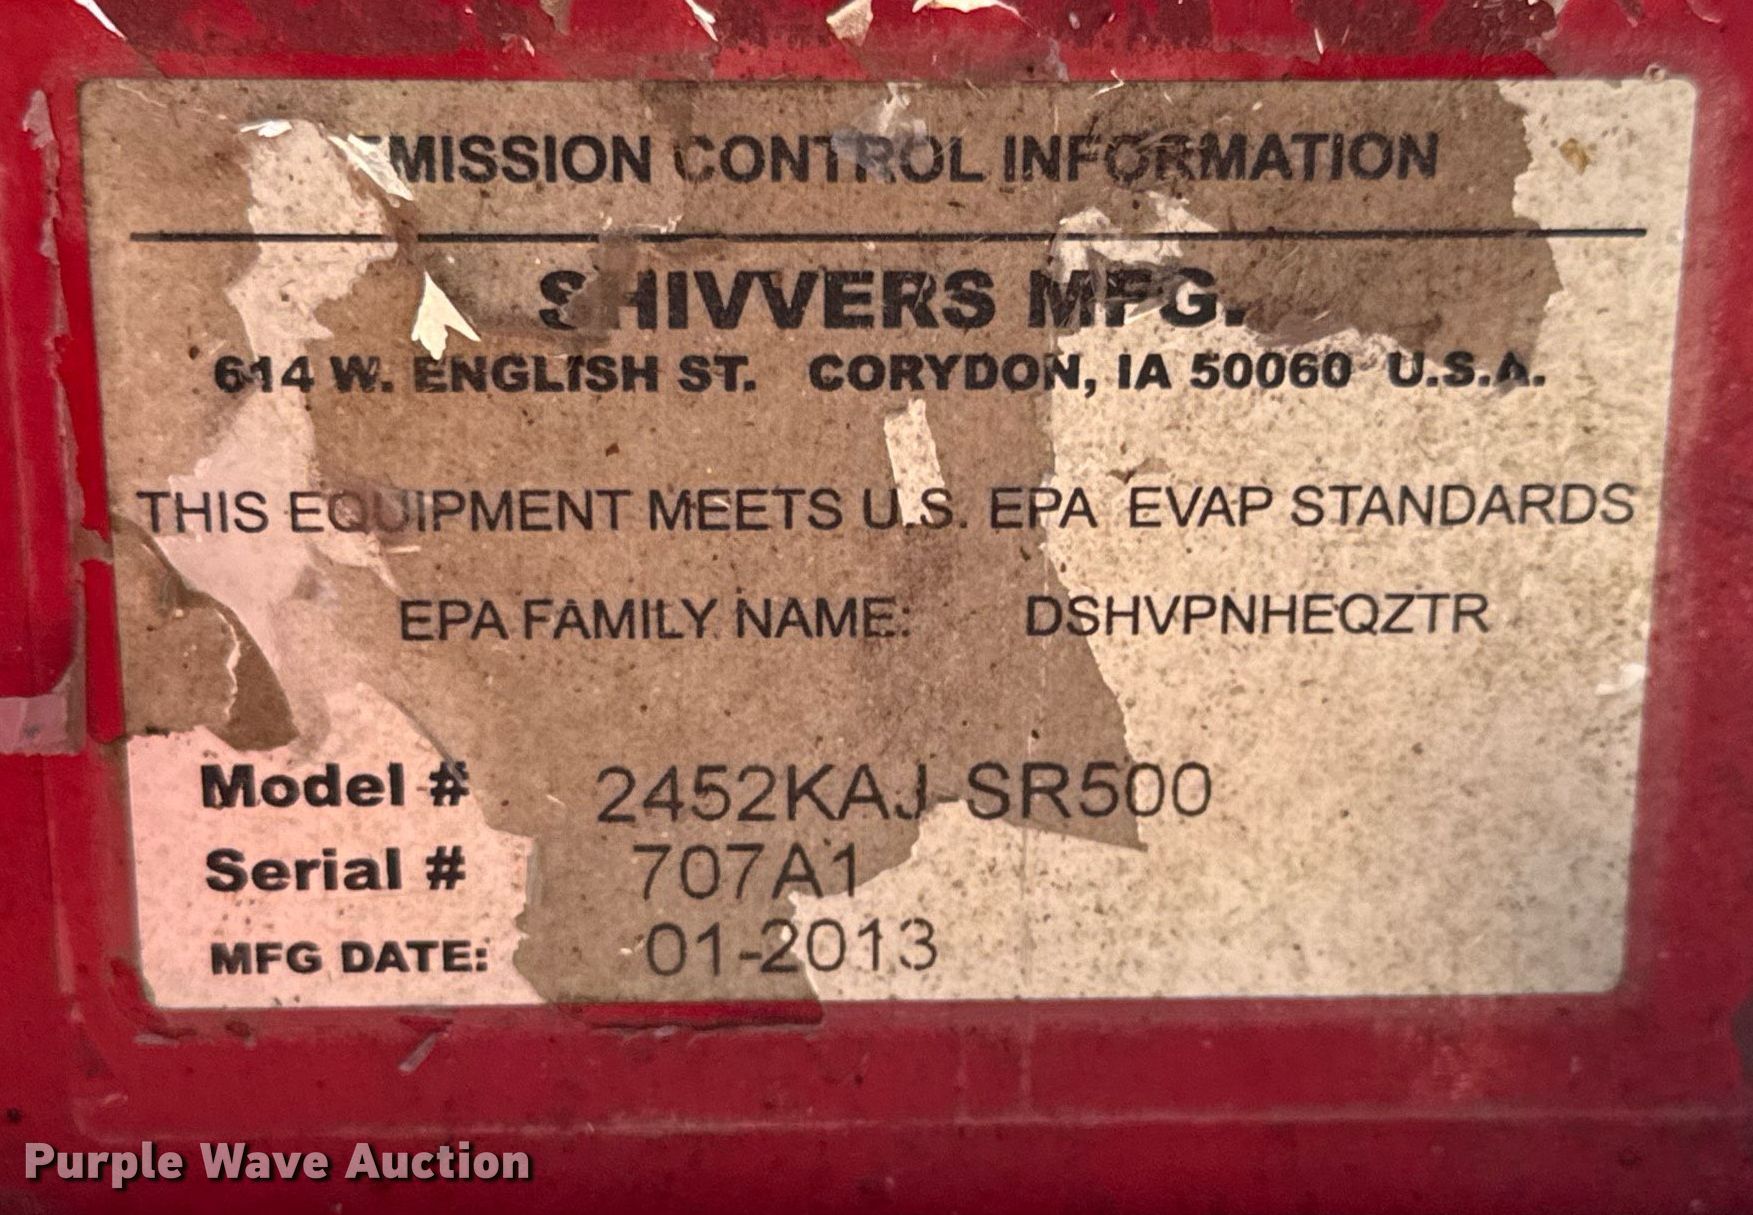 EMISSION CONTROL INFORMATION
SHIVVERS MFG.
614 W. ENGLISH ST. CORYDON, IA 50060 U.S.A.
THIS EQUIPMENT MEETS U.S. EPA EVAP STANDARDS
EPA FAMILY NAME: DSHVPNHEQZTR
Model # 2452KAJ-SR500
Serial # 707A1
MFG DATE: 01-2013
Purple Wave Auction